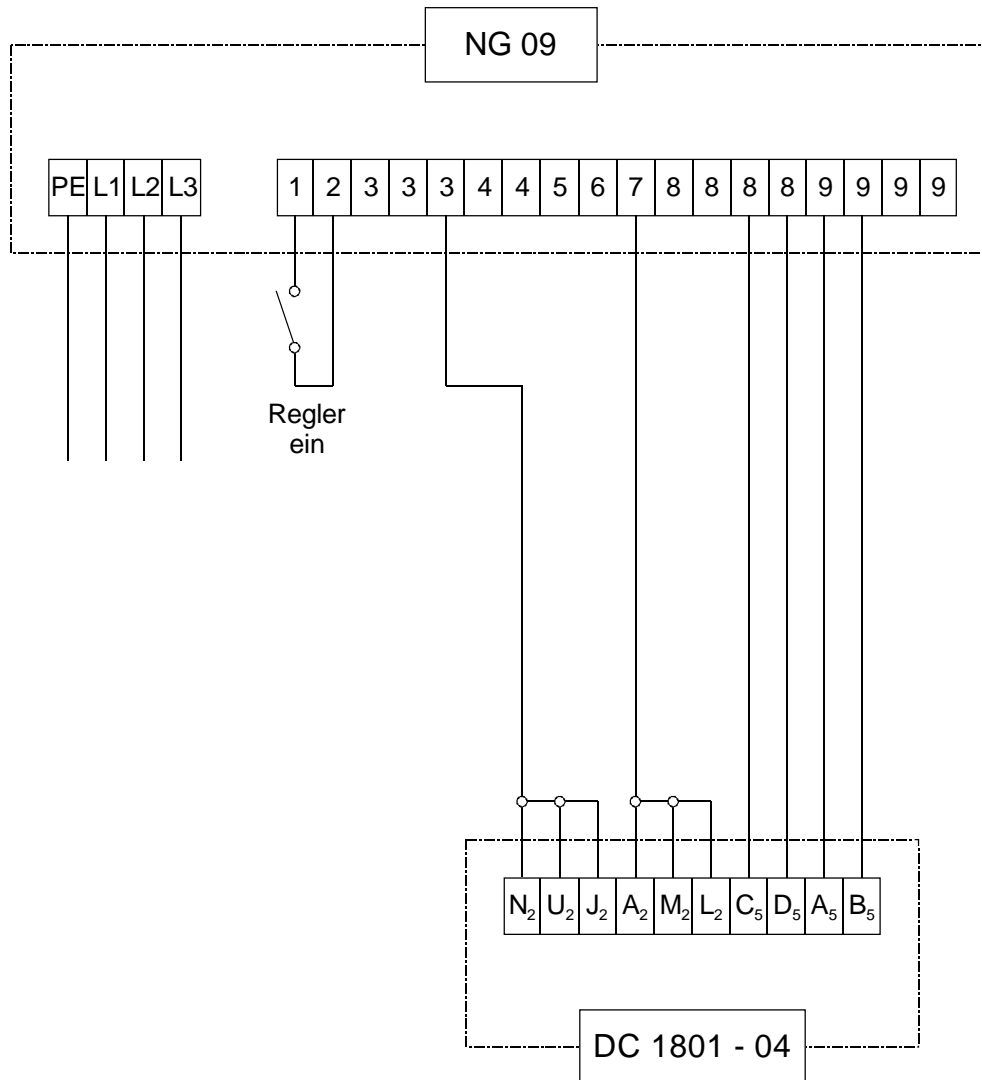 NG 09
PE L1 L2 L3 1 2 3 3 3 4 4 5 6 7 8 8 8 8 9 9 9 9
Regler
ein
N₂ U₂ J₂ A₂ M₂ L₂ C₅ D₅ A₅ B₅
DC 1801 - 04